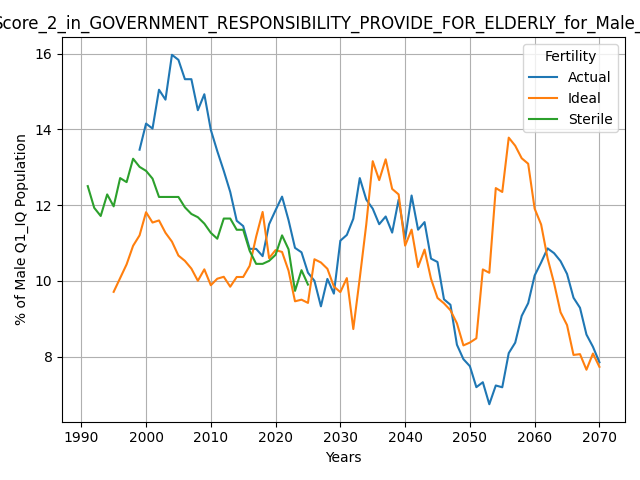 Score_2_in_GOVERNMENT_RESPONSIBILITY_PROVIDE_FOR_ELDERLY_for_Male_
Fertility
Actual
Ideal
Sterile
% of Male Q1_IQ Population
16
14
12
10
8
1990 2000 2010 2020 2030 2040 2050 2060 2070
Years